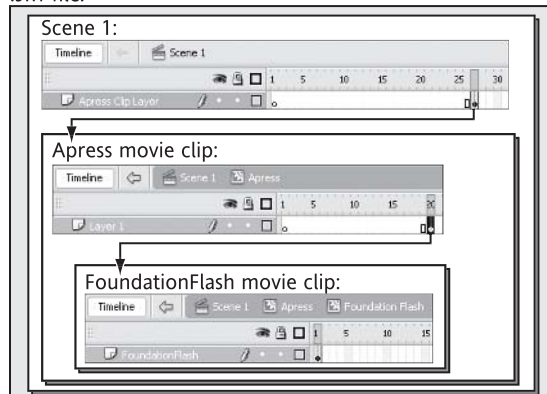 .swf file:
Scene 1:
Timeline Scene 1
1 5 10 15 20 25 30
Apress Clip Layer
Apress movie clip:
Timeline Scene 1 Apress
1 5 10 15 20
Layer 1
FoundationFlash movie clip:
Timeline Scene 1 Apress Foundation Flash
1 5 10 15
FoundationFlash